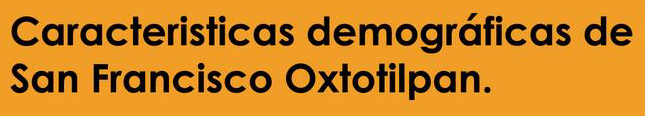 Caracteristicas demográficas de
San Francisco Oxtotilpan.